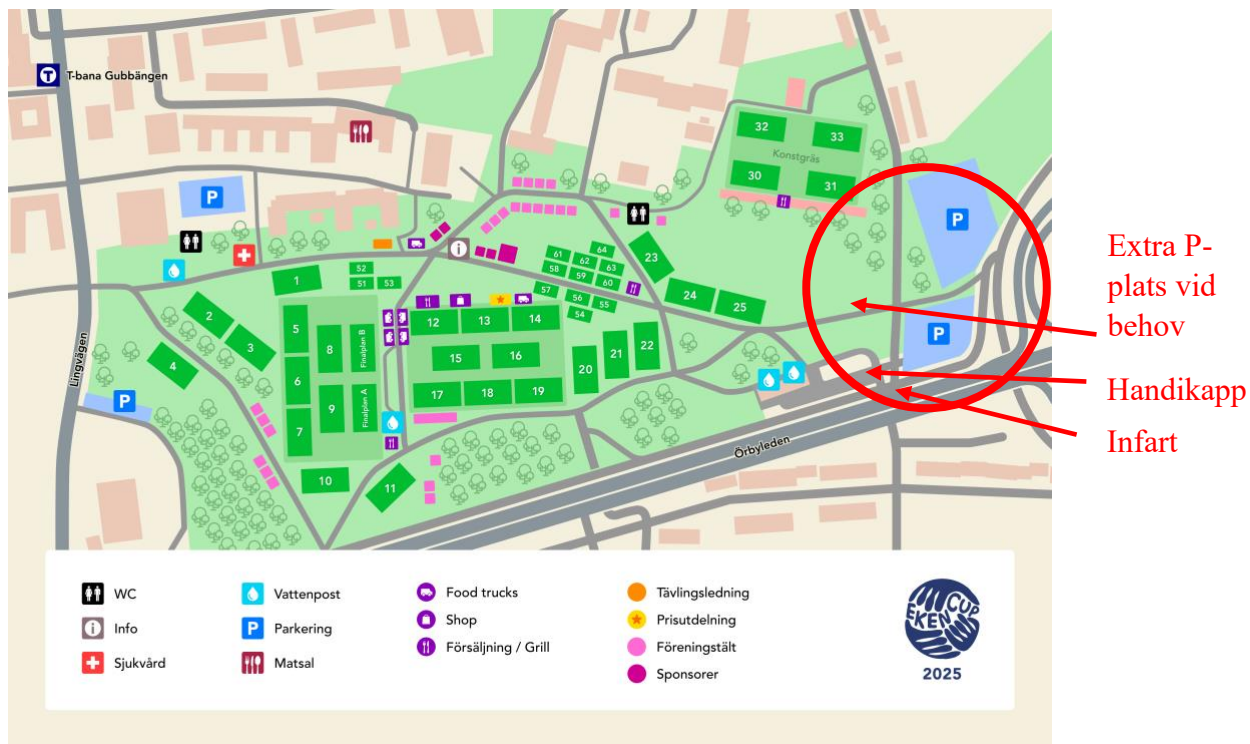 T
T-bana Gubbängen
32
33
Konstgräs
30
31
P
P
64
61
62
63
58
59
60
57
56
55
54
23
24
25
52
51
53
1
2
3
4
5
8
Finalplan B
6
9
Finalplan A
7
10
11
12
13
14
15
16
17
18
19
20
21
22
P
P
Lingvägen
Örbyleden
Extra P-
plats vid
behov
Handikapp
Infart
WC
Vattenpost
Food trucks
Tävlingsledning
Info
P Parkering
Shop
Prisutdelning
Sjukvård
Matsal
Försäljning / Grill
Föreningstält
Sponsorer
EKEN CUP
2025